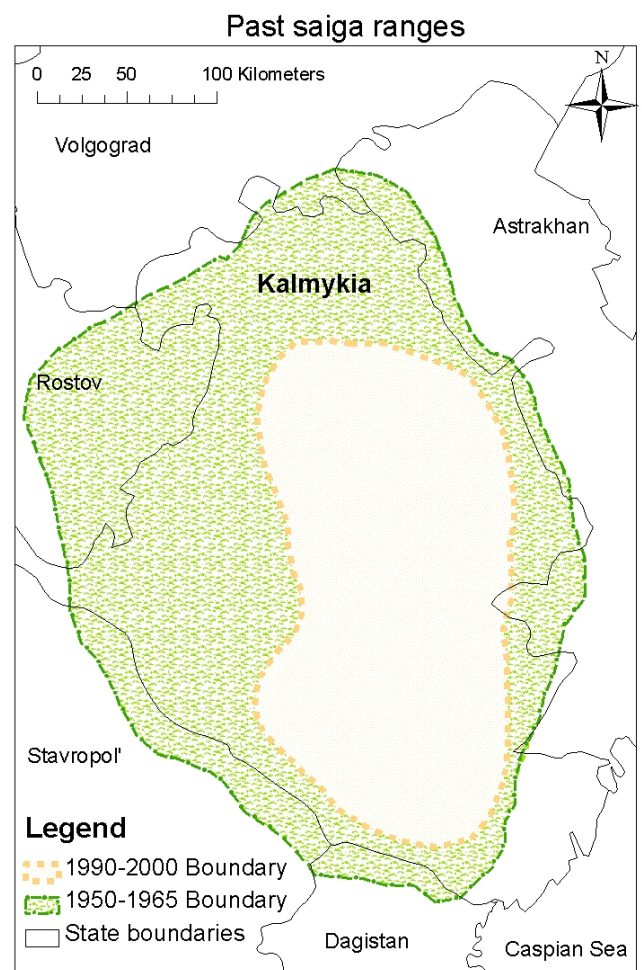 Past saiga ranges
0 25 50 100 Kilometers
N
Volgograd
Astrakhan
Kalmykia
Rostov
Stavropol'
Legend
1990-2000 Boundary
1950-1965 Boundary
State boundaries
Dagistan
Caspian Sea